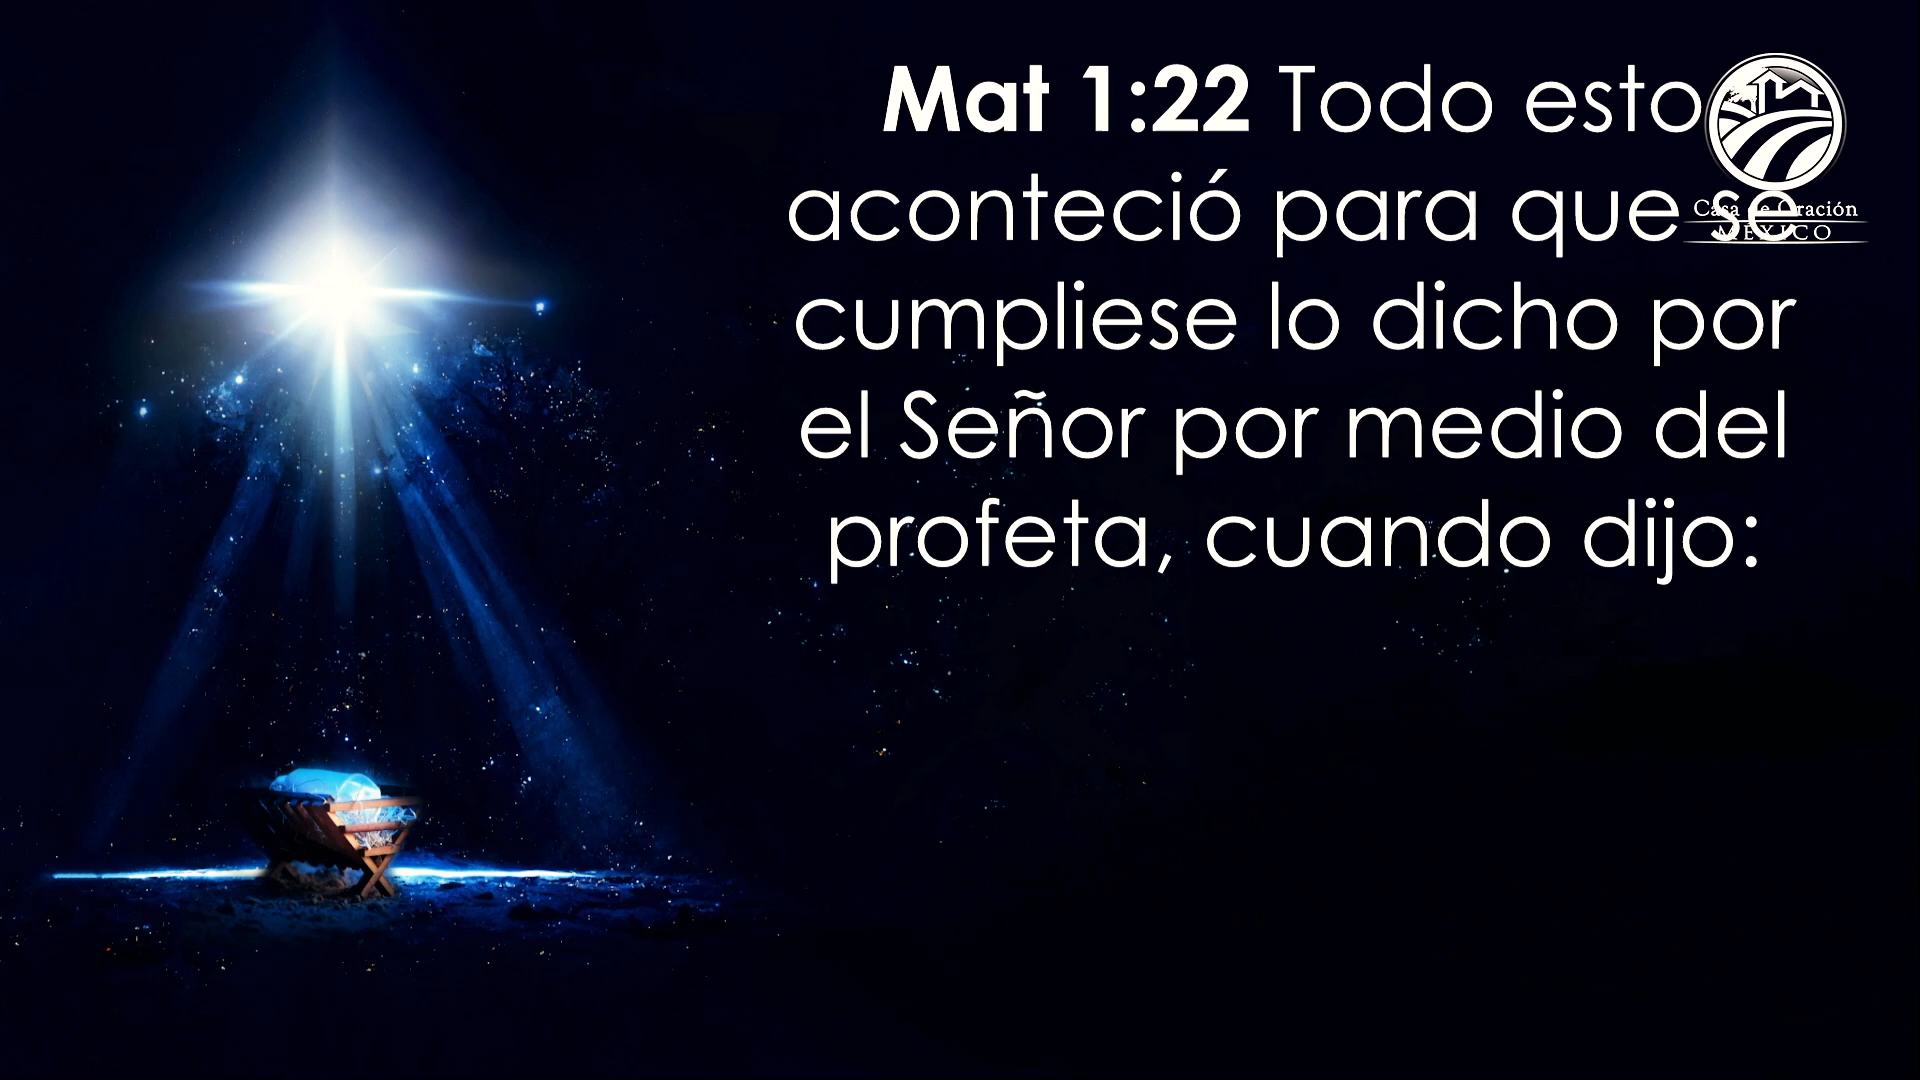 Mat 1:22 Todo esto
aconteció para que se
cumpliese lo dicho por
el Señor por medio del
profeta, cuando dijo:
Casa de Oración
MÉXICO